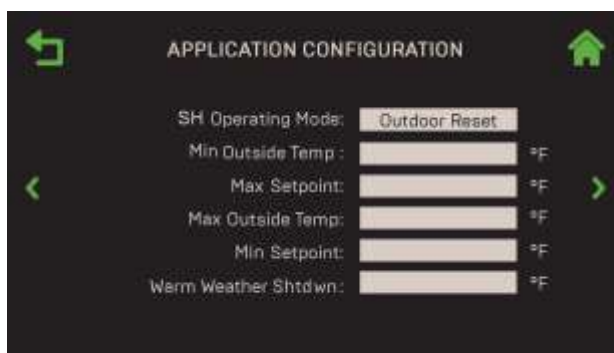 APPLICATION CONFIGURATION
SH Operating Mode: Outdoor Reset
Min Outside Temp : °F
Max Setpoint: °F
Max Outside Temp: °F
Min Setpoint: °F
Warm Weather Shtdwn: °F